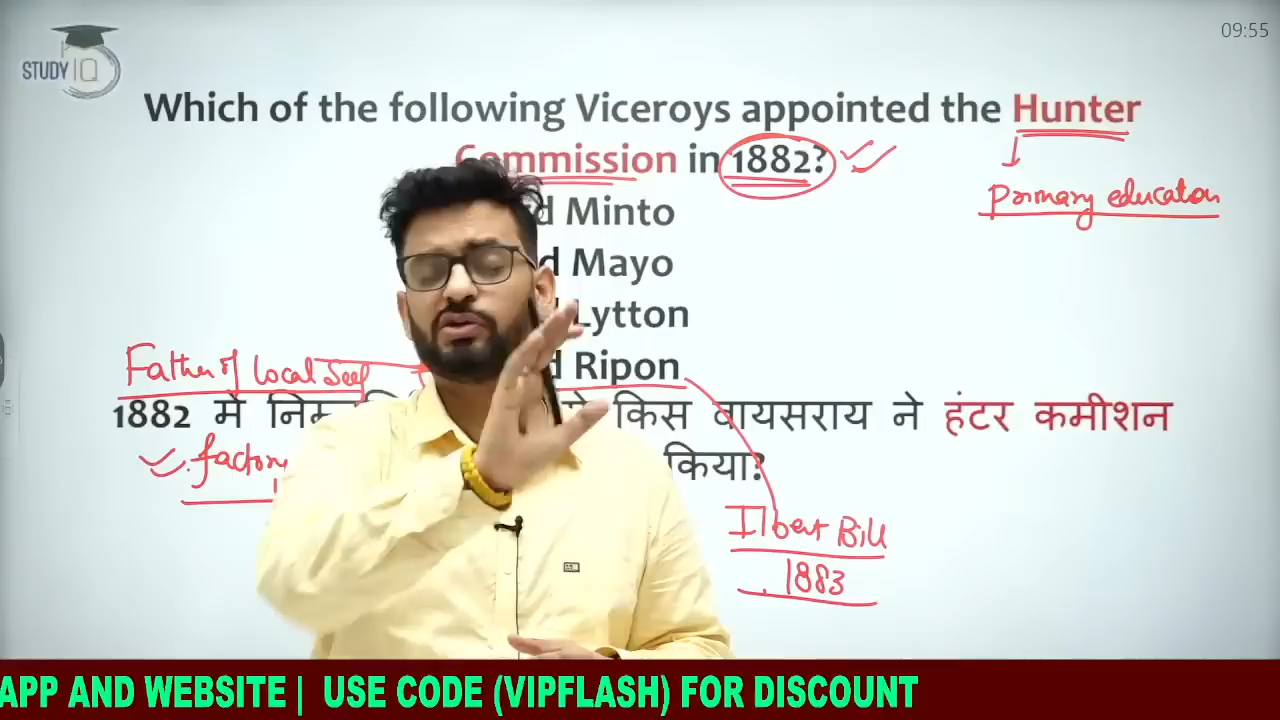 STUDY IQ
09:55
Which of the following Viceroys appointed the Hunter
Commission in 1882?
Primary education
Minto
Mayo
Lytton
Ripon
Father of local Seef
1882 में किस वायसराय ने हंटर कमीशन
किया?
factory
Ilbert Bill
1883
APP AND WEBSITE | USE CODE (VIPFLASH) FOR DISCOUNT